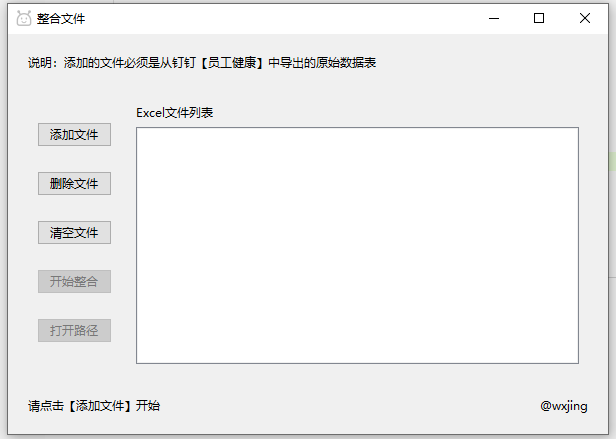 整合文件
说明：添加的文件必须是从钉钉【员工健康】中导出的原始数据表
Excel文件列表
添加文件
删除文件
清空文件
开始整合
打开路径
请点击【添加文件】开始
@wxjing